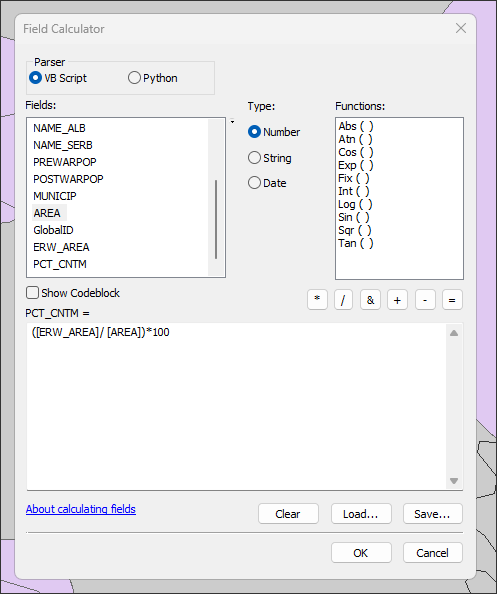 Field Calculator
Parser
VB Script Python
Fields: Type: Functions:
NAME_ALB
NAME_SERB
PREWARPOP
POSTWARPOP
MUNICIP
AREA
GlobalID
ERW_AREA
PCT_CNTM
Number
String
Date
Abs ( )
Atn ( )
Cos ( )
Exp ( )
Fix ( )
Int ( )
Log ( )
Sin ( )
Sqr ( )
Tan ( )
Show Codeblock
* / & + - =
PCT_CNTM =
([ERW_AREA]/ [AREA])*100
About calculating fields
Clear Load... Save...
OK Cancel